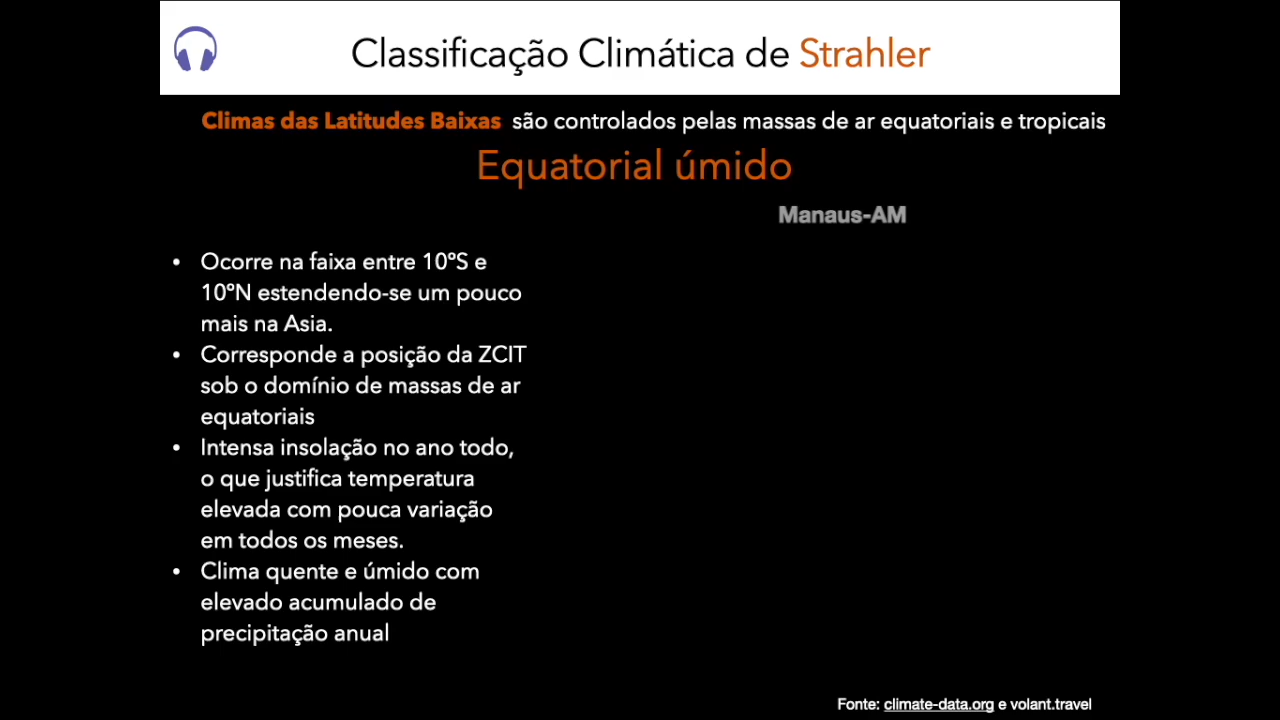 Classificação Climática de Strahler
Climas das Latitudes Baixas são controlados pelas massas de ar equatoriais e tropicais
Equatorial úmido
Manaus-AM
• Ocorre na faixa entre 10ºS e
10ºN estendendo-se um pouco
mais na Asia.
• Corresponde a posição da ZCIT
sob o domínio de massas de ar
equatoriais
• Intensa insolação no ano todo,
o que justifica temperatura
elevada com pouca variação
em todos os meses.
• Clima quente e úmido com
elevado acumulado de
precipitação anual
Fonte: climate-data.org e volant.travel